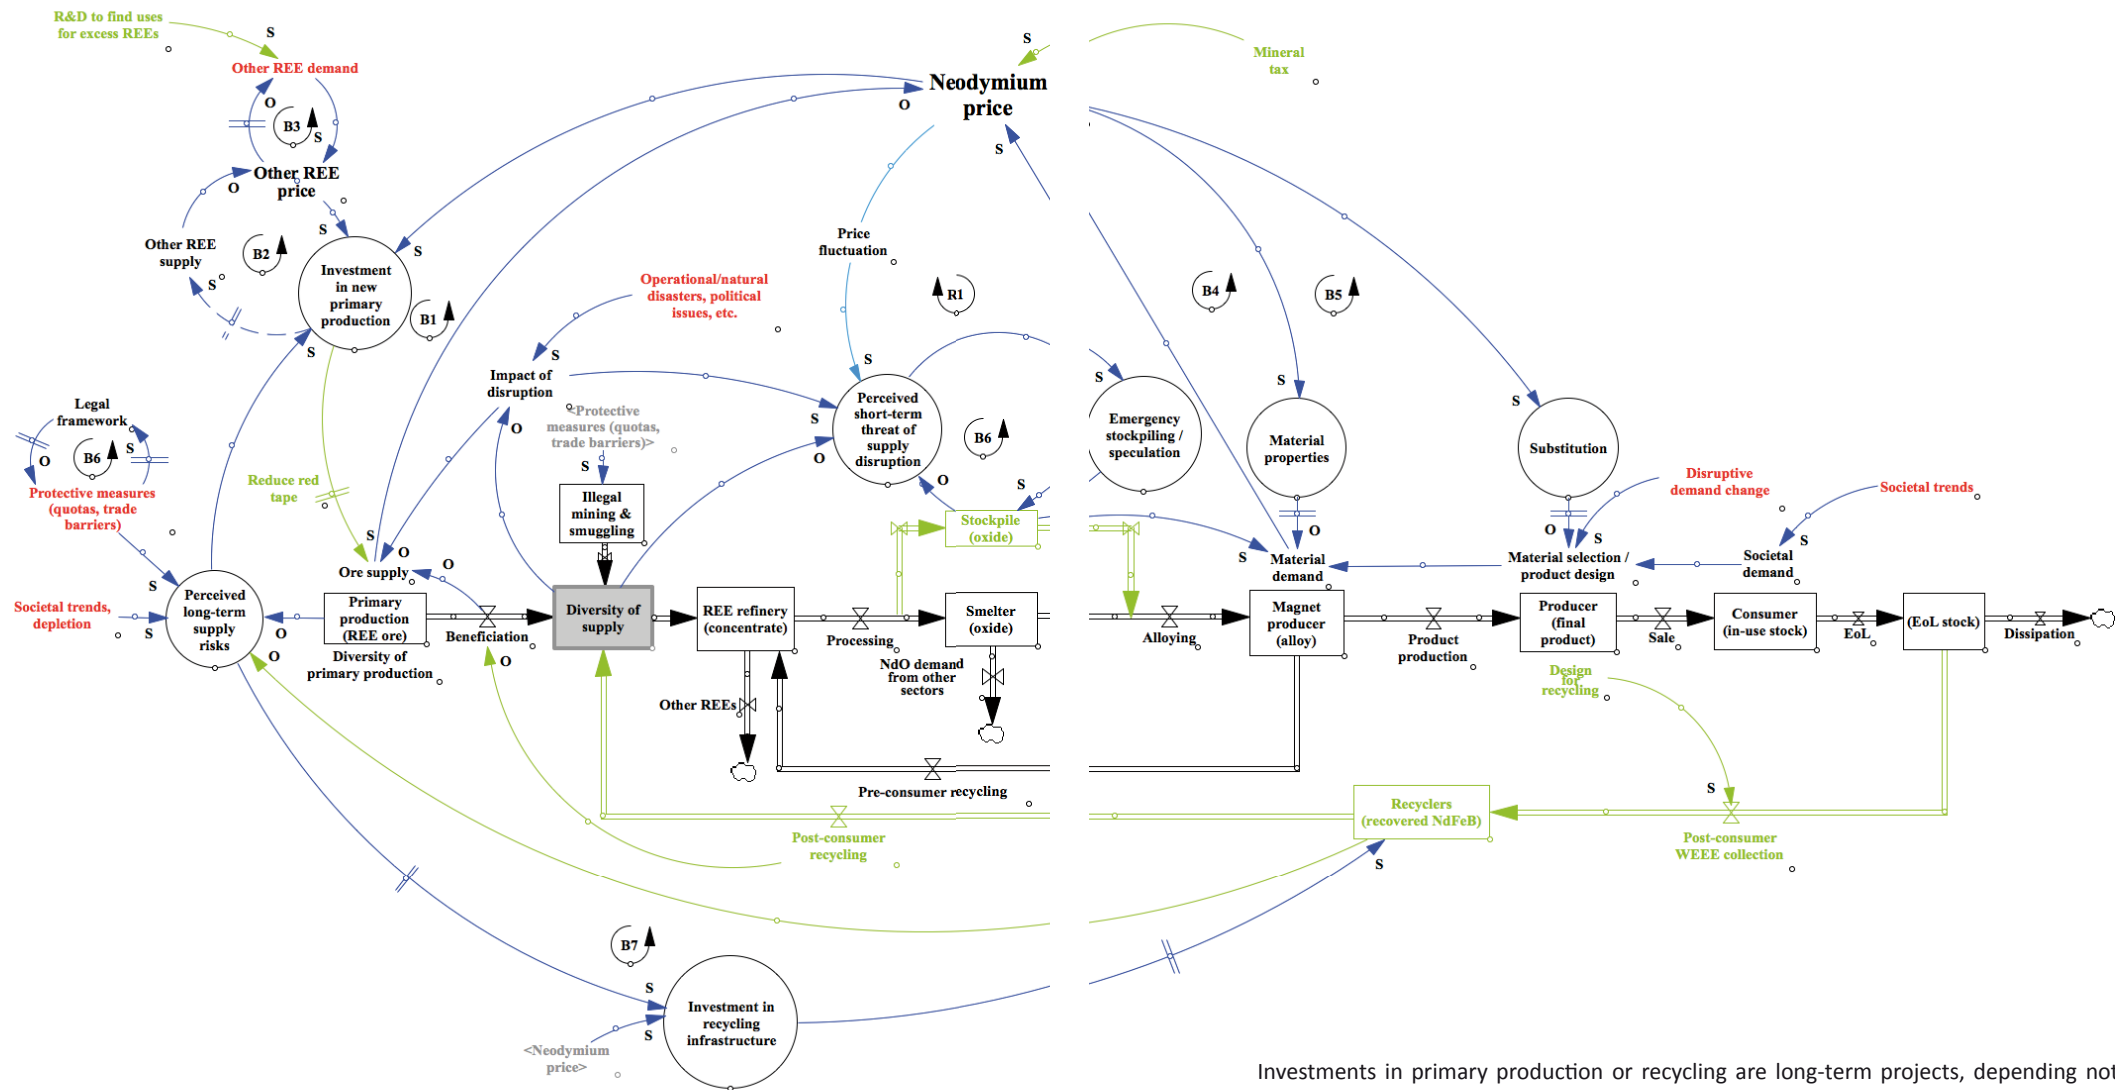 R&D to find uses
for excess REEs
S
Other REE demand
O
B3
S
Other REE
price
O
S
Other REE
supply
B2
S
Investment
in new
primary
production
S
B1
S
Neodymium
price
S
O
S
Mineral
tax
Price
fluctuation
Operational/natural
disasters, political
issues, etc.
R1
B4
B5
S
Impact of
disruption
S
O
<Protective
measures (quotas,
trade barriers)>
S
Illegal
mining &
smuggling
S
O
Perceived
short-term
threat of
supply
disruption
B6
O
S
S
Emergency
stockpiling /
speculation
S
Material
properties
S
Substitution
Disruptive
demand change
Societal trends
Legal
framework
B6
O
S
Protective measures
(quotas, trade
barriers)
Reduce red
tape
S
O
Ore supply
O
Stockpile
(oxide)
S
O
Material
demand
O
S
Material selection /
product design
S
Societal
demand
S
Societal trends,
depletion
S
Perceived
long-term
supply
risks
O
O
Primary
production
(REE ore)
Diversity of
primary production
Beneficiation
O
Diversity of
supply
REE refinery
(concentrate)
Processing
Smelter
(oxide)
Alloying
Magnet
producer
(alloy)
Product
production
Producer
(final
product)
Sale
Consumer
(in-use stock)
EoL
(EoL stock)
Dissipation
Other REEs
NdO demand
from other
sectors
Design
for
recycling
Pre-consumer recycling
Post-consumer
recycling
Recyclers
(recovered NdFeB)
S
Post-consumer
WEEE collection
S
B7
S
S
Investment in
recycling
infrastructure
<Neodymium
price>
Investments in primary production or recycling are long-term projects, depending not